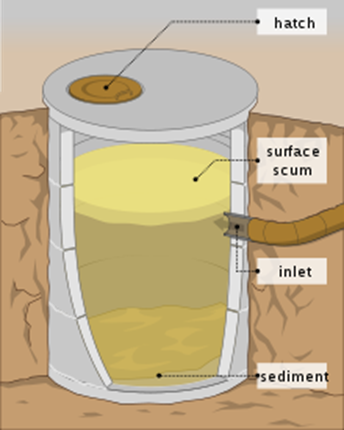 hatch
surface
scum
inlet
sediment